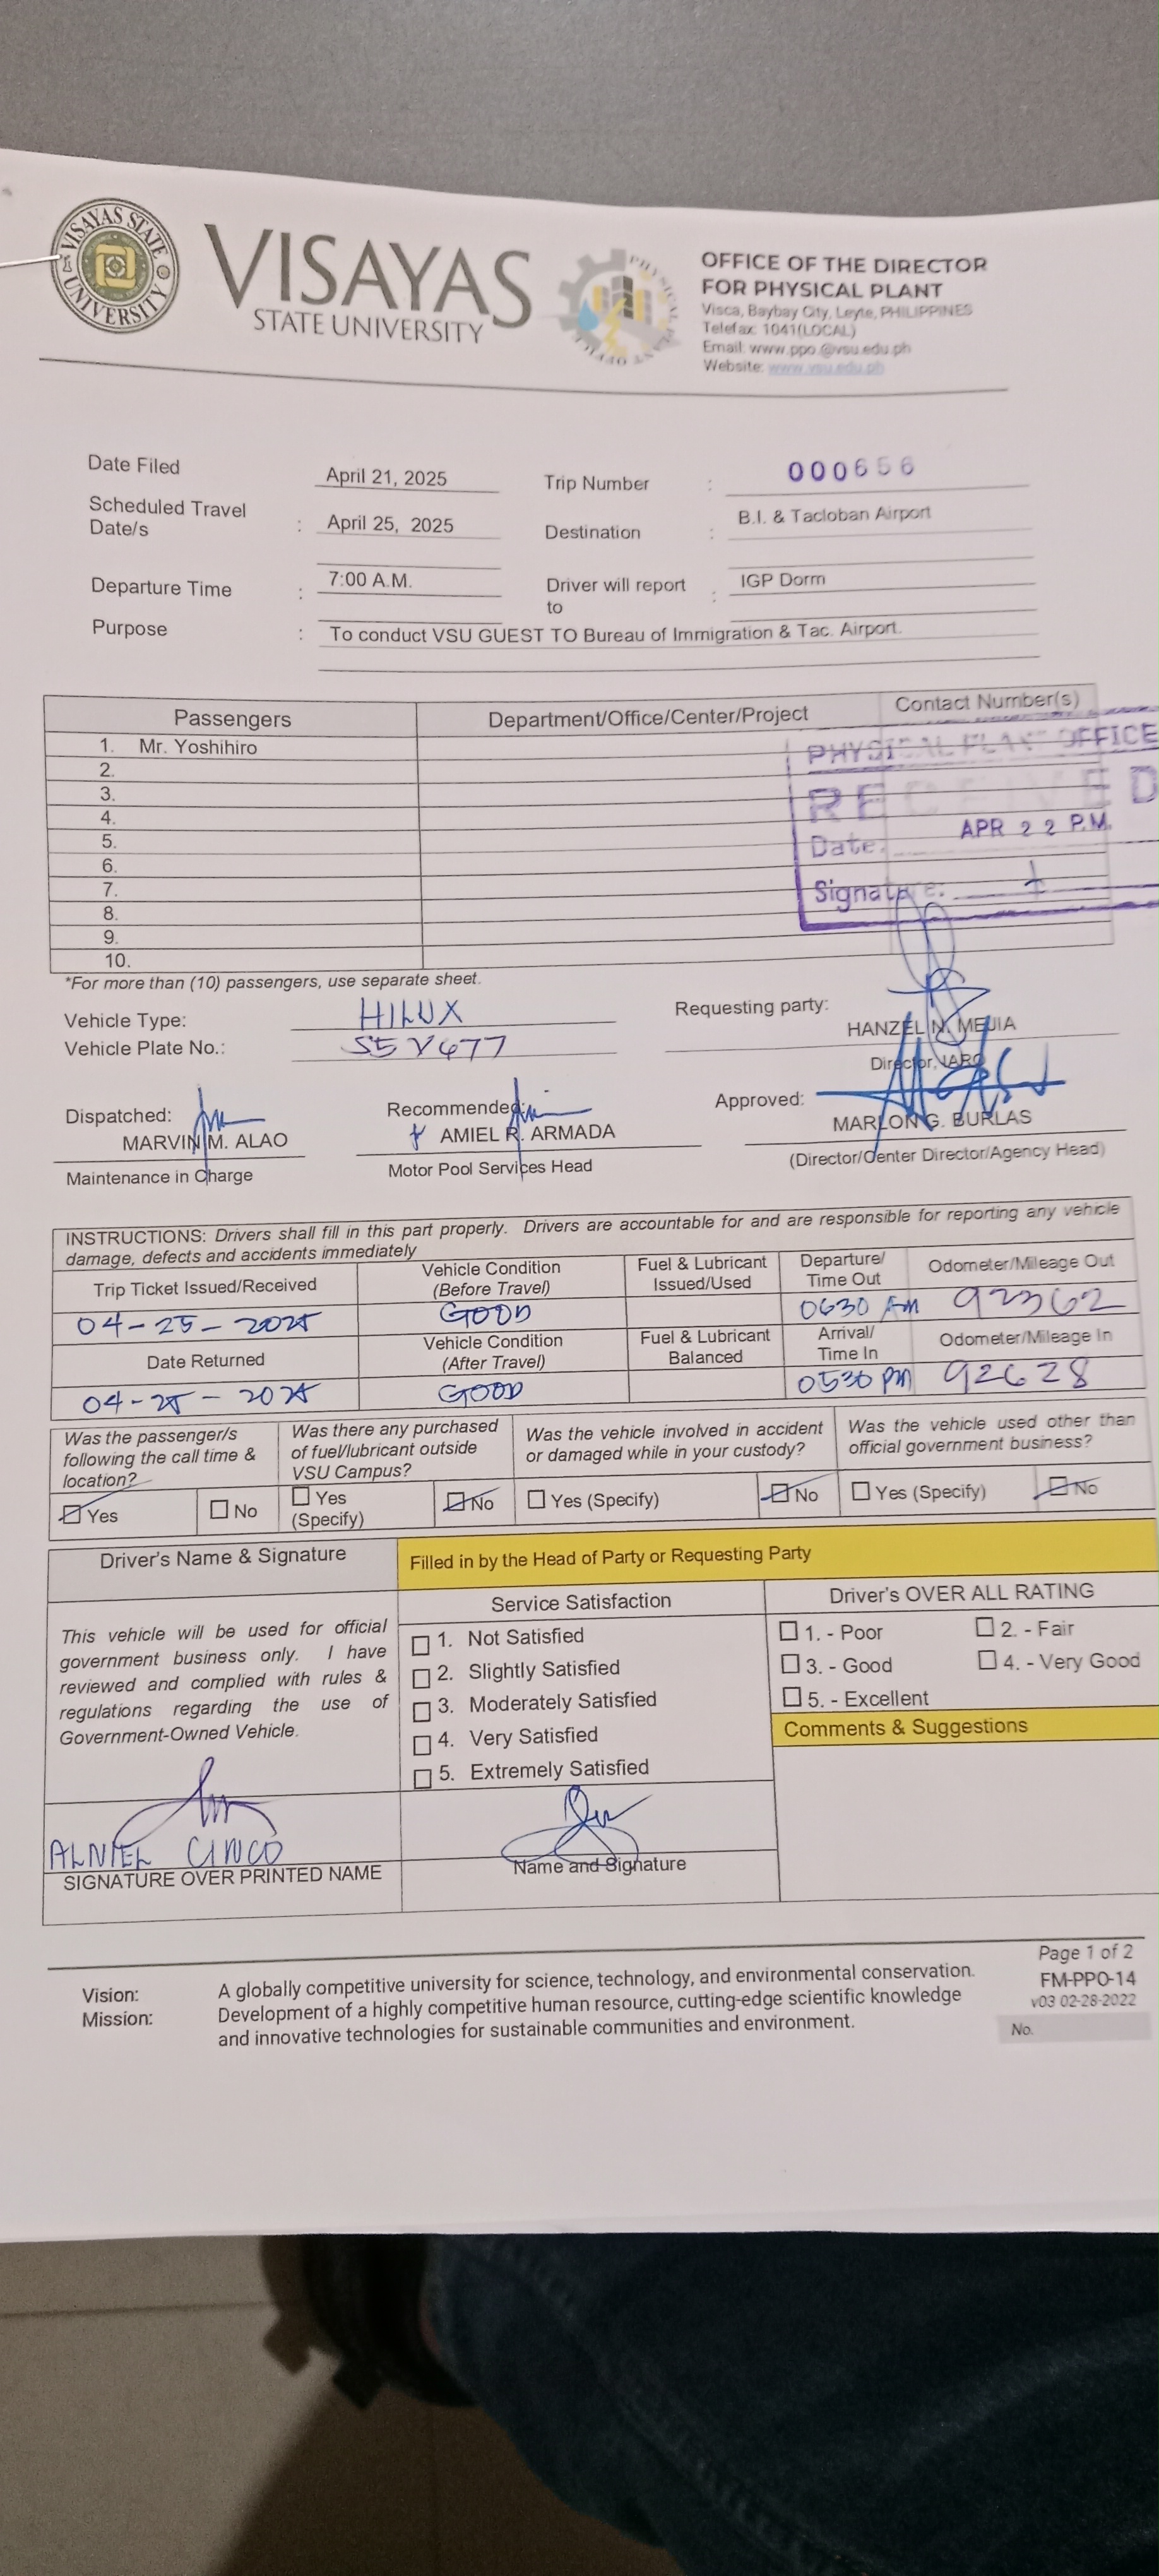 VISAYAS STATE UNIVERSITY
VISAYAS
STATE UNIVERSITY
OFFICE OF THE DIRECTOR
FOR PHYSICAL PLANT
Visca, Baybay City, Leyte, PHILIPPINES
Telefax: 1041(LOCAL)
Email: www.ppo @vsu.edu.ph
Website: www.vsu.edu.ph
Date Filed April 21, 2025 Trip Number : 000656
Scheduled Travel Date/s : April 25, 2025 Destination : B.I. & Tacloban Airport
Departure Time : 7:00 A.M. Driver will report to : IGP Dorm
Purpose : To conduct VSU GUEST TO Bureau of Immigration & Tac. Airport.
Passengers Department/Office/Center/Project Contact Number(s)
1. Mr. Yoshihiro
2.
3.
4.
5.
6.
7.
8.
9.
10.
PHYSICAL PLANT OFFICE
RECEIVED
Date: APR 22 P.M.
Signature:
*For more than (10) passengers, use separate sheet.
Vehicle Type: HILUX
Vehicle Plate No.: S5V477
Requesting party:
HANZEL N. MEJIA
Director, IARO
Dispatched:
MARVIN M. ALAO
Maintenance in Charge
Recommended:
AMIEL R. ARMADA
Motor Pool Services Head
Approved:
MARLON G. BURLAS
(Director/Center Director/Agency Head)
INSTRUCTIONS: Drivers shall fill in this part properly. Drivers are accountable for and are responsible for reporting any vehicle
damage, defects and accidents immediately
Trip Ticket Issued/Received Vehicle Condition (Before Travel) Fuel & Lubricant Issued/Used Departure/ Time Out Odometer/Mileage Out
04-25-2025 GOOD 0630 AM 92362
Date Returned Vehicle Condition (After Travel) Fuel & Lubricant Balanced Arrival/ Time In Odometer/Mileage In
04-25-2025 GOOD 0530 PM 92628
Was the passenger/s following the call time & location? Was there any purchased of fuel/lubricant outside VSU Campus? Was the vehicle involved in accident or damaged while in your custody? Was the vehicle used other than official government business?
Yes No Yes (Specify) No Yes (Specify) No Yes (Specify) No
Driver's Name & Signature Filled in by the Head of Party or Requesting Party
This vehicle will be used for official
government business only. I have
reviewed and complied with rules &
regulations regarding the use of
Government-Owned Vehicle.
Service Satisfaction
1. Not Satisfied
2. Slightly Satisfied
3. Moderately Satisfied
4. Very Satisfied
5. Extremely Satisfied
Driver's OVER ALL RATING
1. - Poor 2. - Fair
3. - Good 4. - Very Good
5. - Excellent
Comments & Suggestions
ALNIEL CINCO
SIGNATURE OVER PRINTED NAME
Name and Signature
Page 1 of 2
FM-PPO-14
v03 02-28-2022
No.
Vision: A globally competitive university for science, technology, and environmental conservation.
Mission: Development of a highly competitive human resource, cutting-edge scientific knowledge
and innovative technologies for sustainable communities and environment.